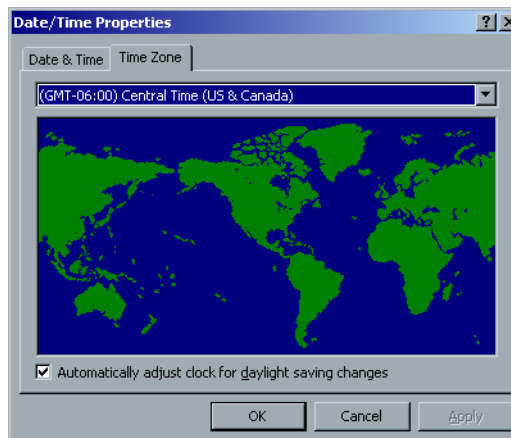 Date/Time Properties
Date & Time
Time Zone
(GMT-06:00) Central Time (US & Canada)
Automatically adjust clock for daylight saving changes
OK
Cancel
Apply